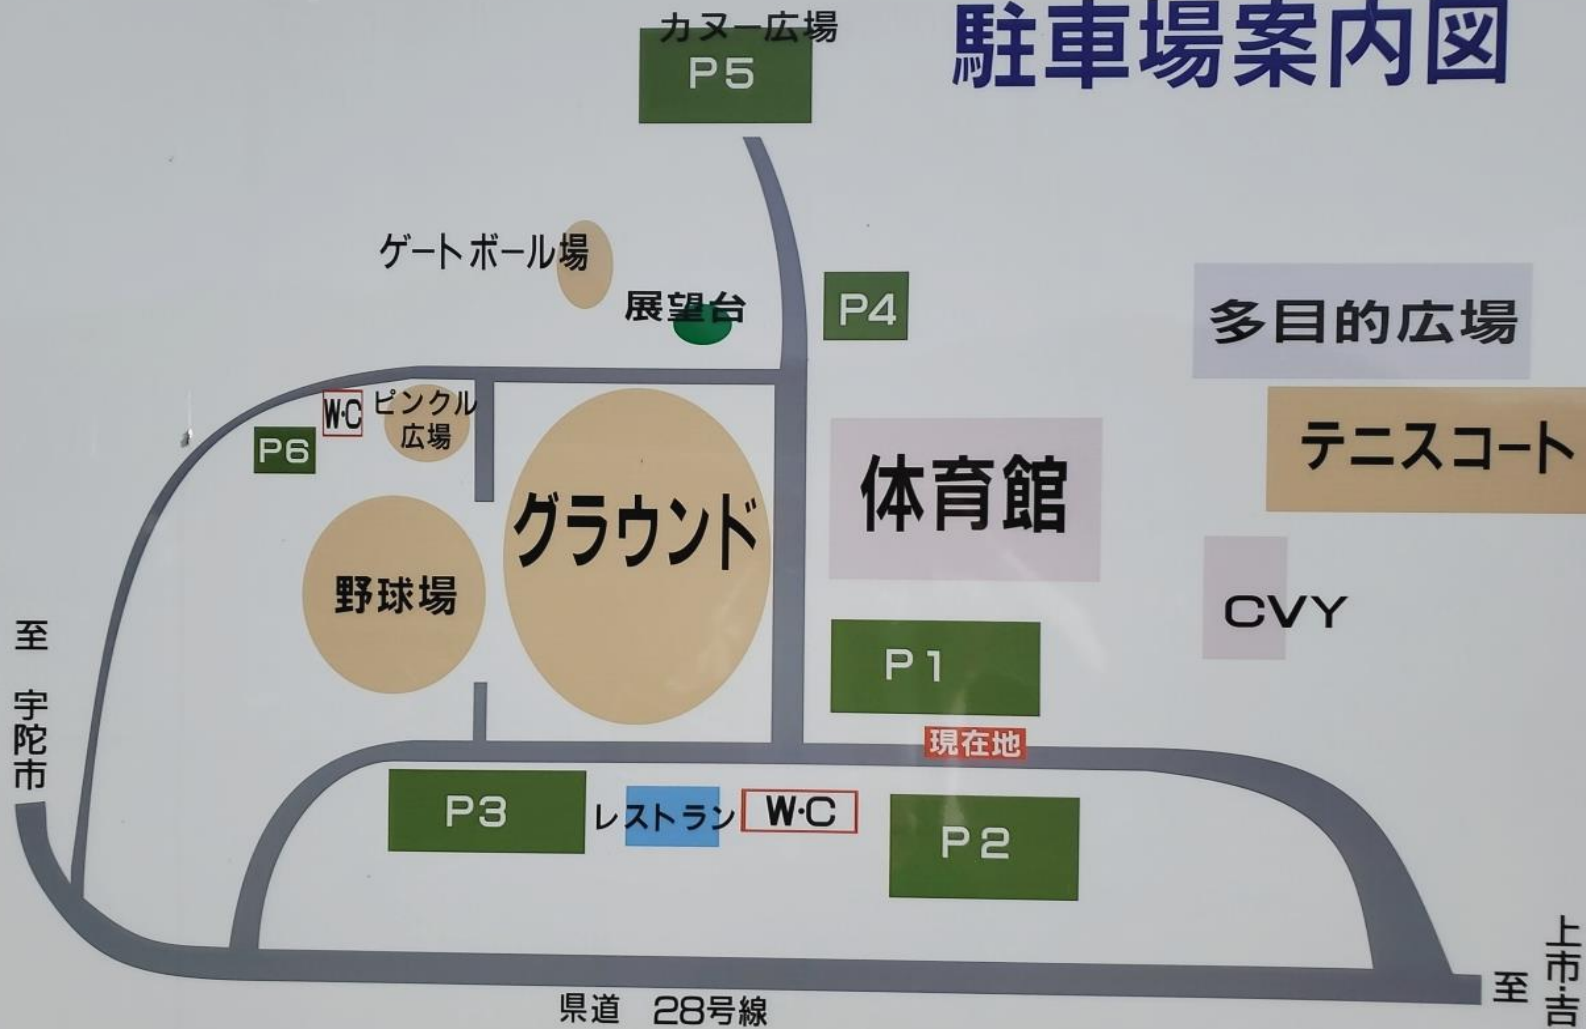 カヌー広場
駐車場案内図
P5
ゲートボール場
展望台
P4
多目的広場
W·C
ピンクル
広場
テニスコート
P6
体育館
グラウンド
野球場
CVY
至 宇陀市
P1
現在地
P3
レストラン
W·C
P2
至
上市·吉
県道 28号線